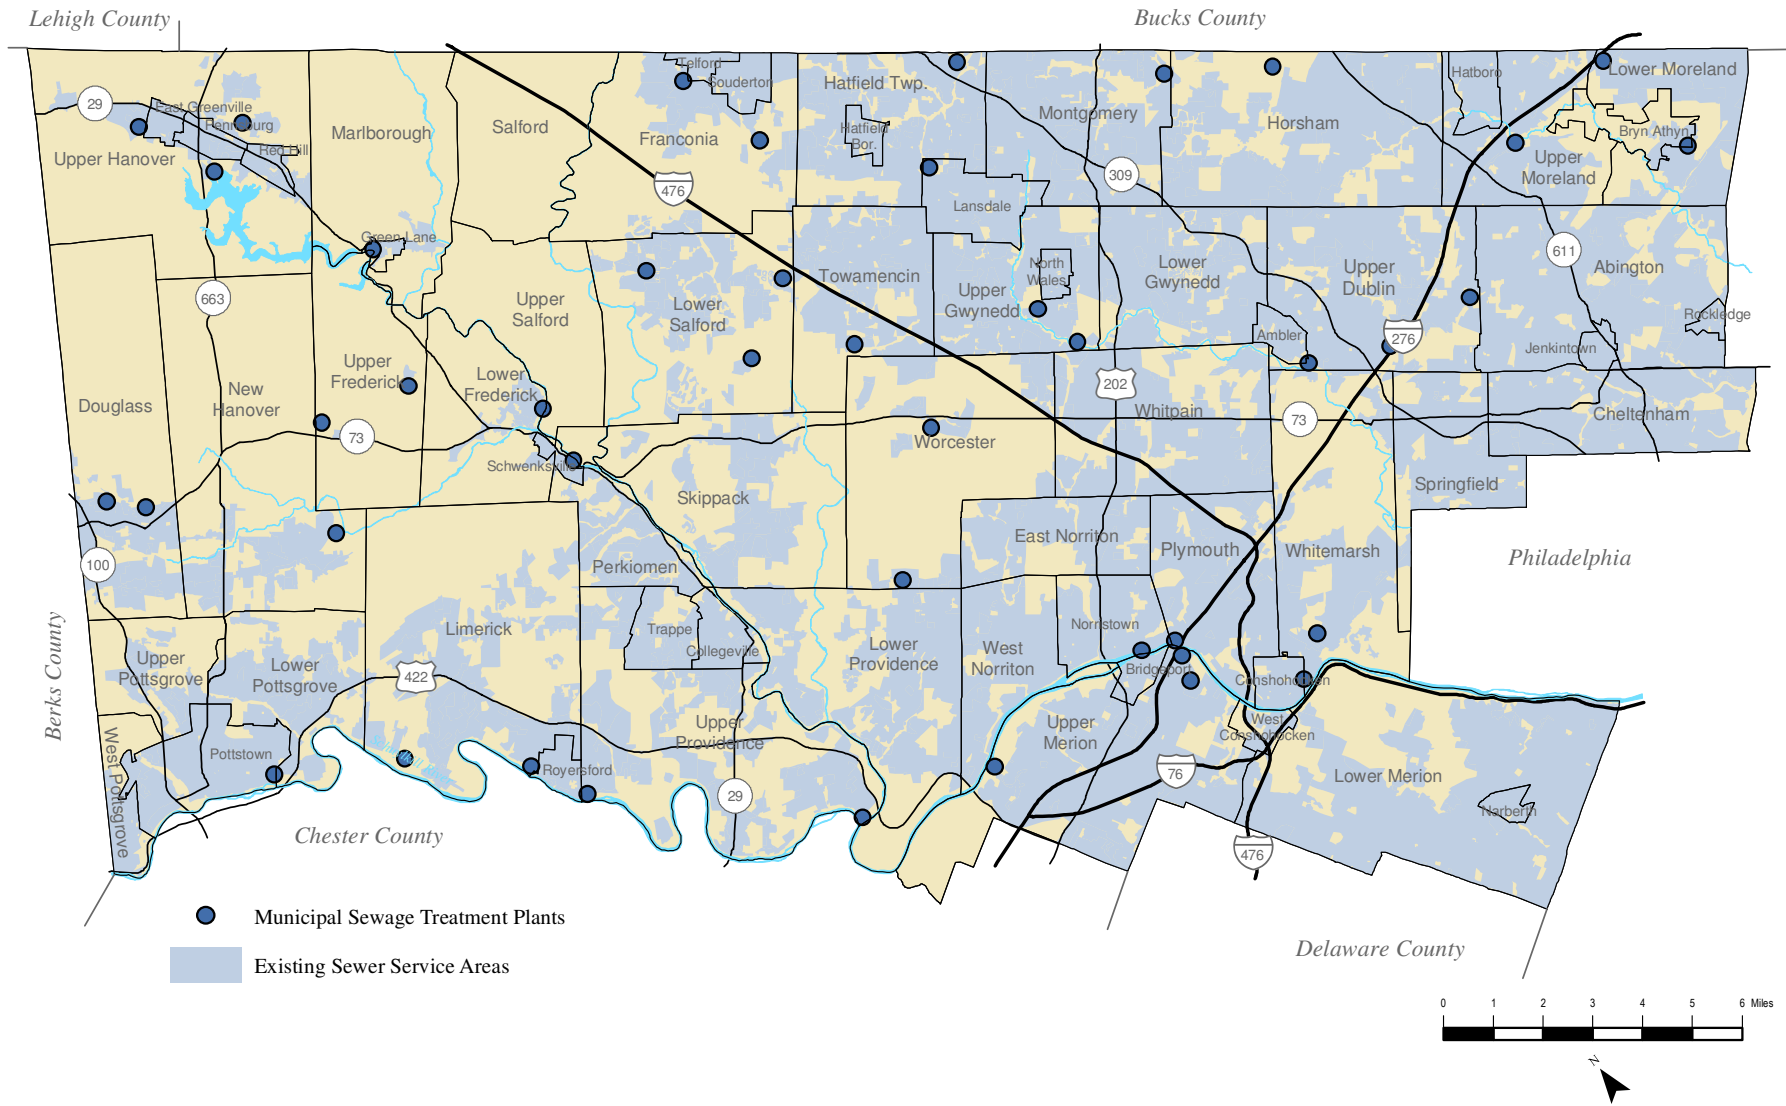 Lehigh County
Bucks County
Telford
Souderton
Hatfield Twp.
Hatboro
Lower Moreland
29
East Greenville
Pennsburg
Red Hill
Upper Hanover
Marlborough
Salford
Franconia
Hatfield
Bor.
Montgomery
Horsham
Bryn Athyn
Upper
Moreland
476
309
Lansdale
Green Lane
611
663
Upper
Salford
Lower
Salford
Towamencin
North
Wales
Upper
Gwynedd
Lower
Gwynedd
Upper
Dublin
Abington
Rockledge
Ambler
276
Jenkintown
Douglass
New
Hanover
Upper
Frederick
Lower
Frederick
202
Whitpain
73
Cheltenham
73
Worcester
Schwenksville
Skippack
Springfield
100
Perkiomen
East Norriton
Plymouth
Whitemarsh
Philadelphia
Berks County
Upper
Pottsgrove
Lower
Pottsgrove
Limerick
Trappe
Collegeville
Lower
Providence
West
Norriton
Norristown
Bridgeport
Conshohocken
422
West
Conshohocken
West Pottsgrove
Pottstown
Royersford
Upper
Providence
Upper
Merion
76
Lower Merion
Narberth
29
476
Chester County
Municipal Sewage Treatment Plants
Existing Sewer Service Areas
Delaware County
0 1 2 3 4 5 6 Miles
N